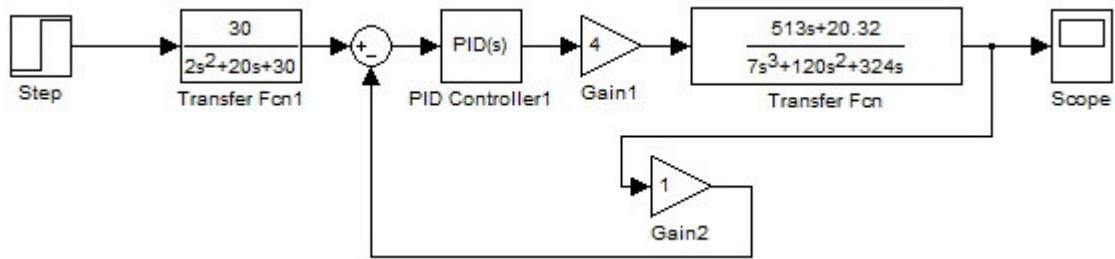 Step
30
2s²+20s+30
Transfer Fcn1
+
−
PID(s)
PID Controller1
4
Gain1
513s+20.32
7s³+120s²+324s
Transfer Fcn
Scope
1
Gain2